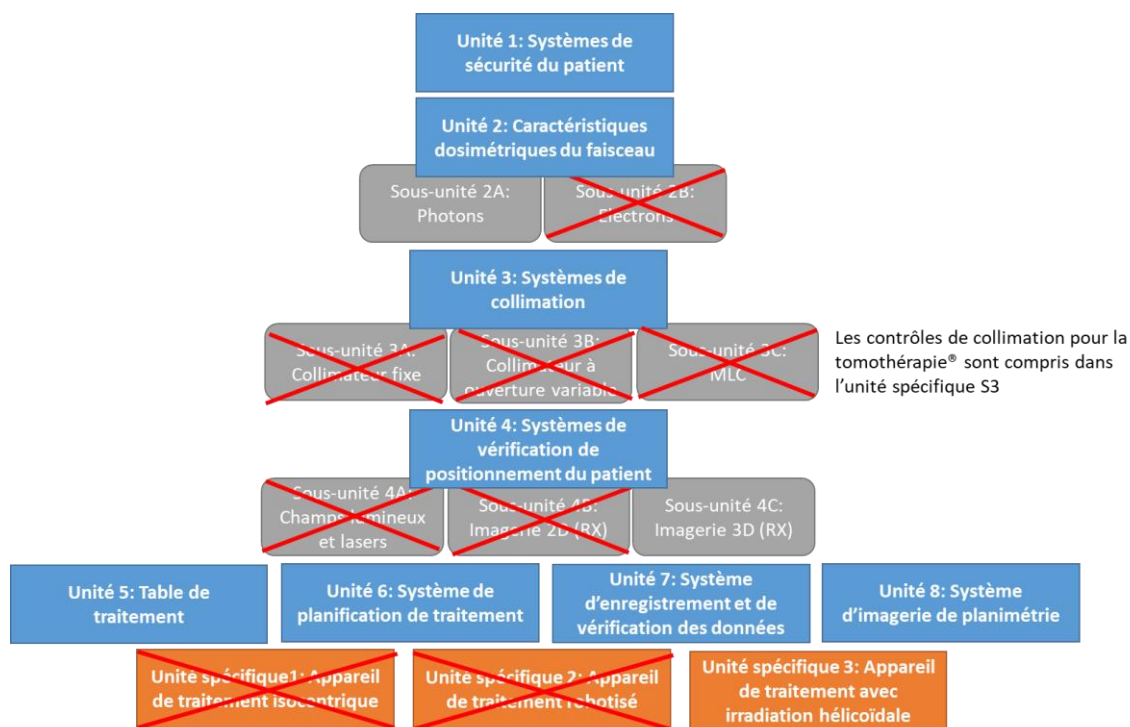 Unité 1: Systèmes de
sécurité du patient
Unité 2: Caractéristiques
dosimétriques du faisceau
Sous-unité 2A:
Photons
Sous-unité 2B:
Electrons
Unité 3: Systèmes de
collimation
Sous-unité 3A:
Collimateur fixe
Sous-unité 3B:
Collimateur à
ouverture variable
Sous-unité 3C:
MLC
Les contrôles de collimation pour la
tomothérapie® sont compris dans
l’unité spécifique S3
Unité 4: Systèmes de
vérification de
positionnement du patient
Sous-unité 4A:
Champs lumineux
et lasers
Sous-unité 4B:
Imagerie 2D (RX)
Sous-unité 4C:
Imagerie 3D (RX)
Unité 5: Table de
traitement
Unité 6: Système de
planification de traitement
Unité 7: Système
d’enregistrement et de
vérification des données
Unité 8: Système
d’imagerie de planimétrie
Unité spécifique1: Appareil
de traitement isocentrique
Unité spécifique 2: Appareil
de traitement robotisé
Unité spécifique 3: Appareil
de traitement avec
irradiation hélicoïdale